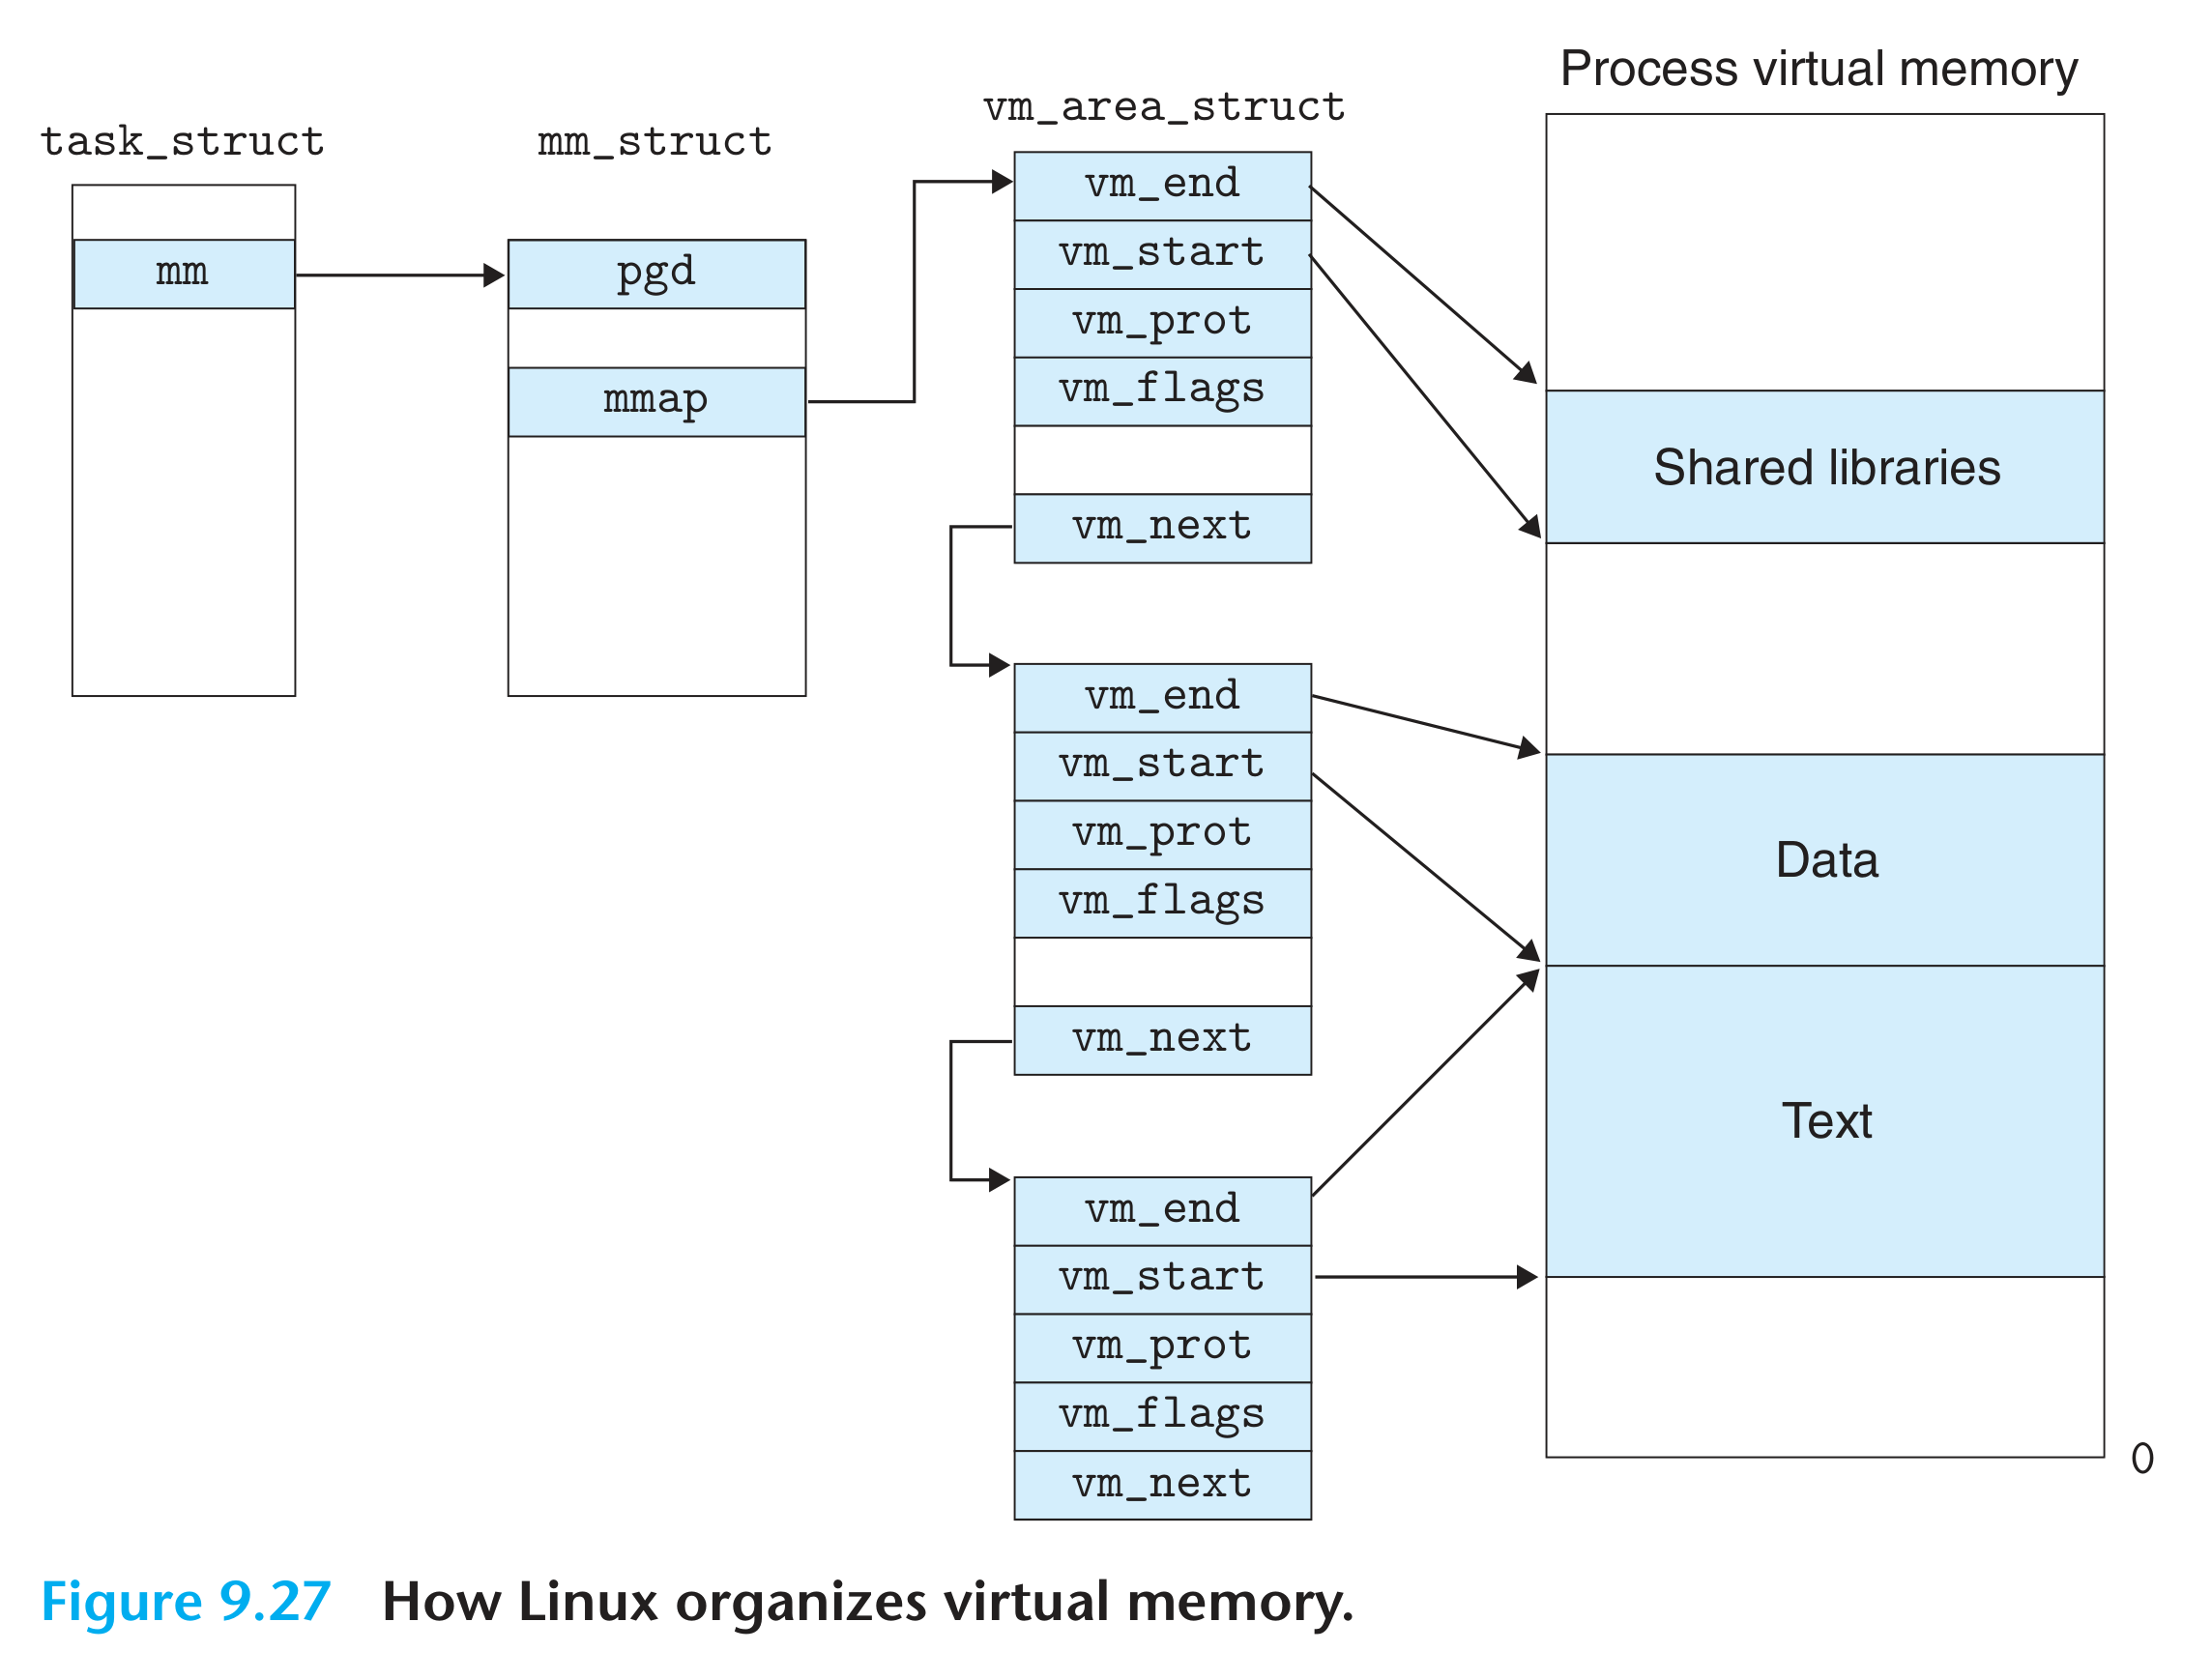 Process virtual memory
vm_area_struct
task_struct
mm_struct
vm_end
vm_start
vm_prot
vm_flags
vm_next
mm
pgd
mmap
Shared libraries
vm_end
vm_start
vm_prot
vm_flags
vm_next
Data
Text
vm_end
vm_start
vm_prot
vm_flags
vm_next
0
Figure 9.27 How Linux organizes virtual memory.